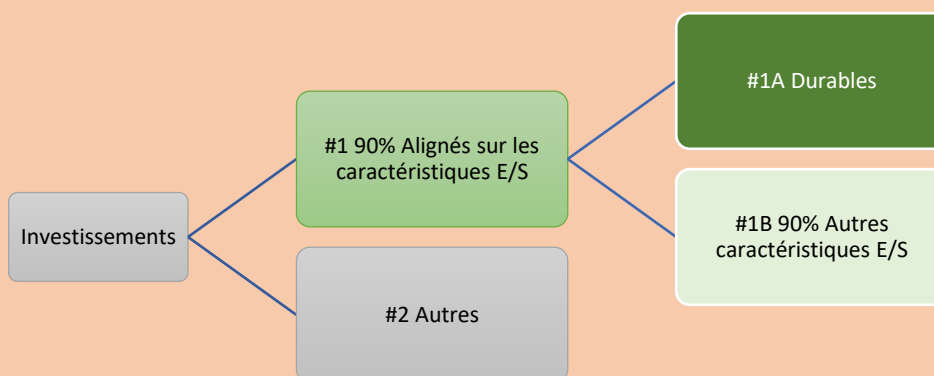 Investissements
#1 90% Alignés sur les
caractéristiques E/S
#2 Autres
#1A Durables
#1B 90% Autres
caractéristiques E/S